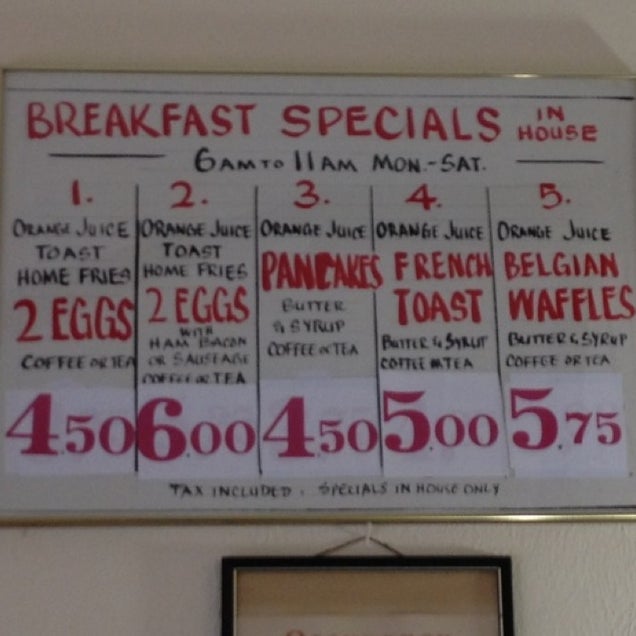 BREAKFAST SPECIALS IN HOUSE
6AM TO 11AM MON.-SAT.
1.
ORANGE JUICE
TOAST
HOME FRIES
2 EGGS
COFFEE OR TEA
4.50
2.
ORANGE JUICE
TOAST
HOME FRIES
2 EGGS
WITH
HAM BACON
OR SAUSEAGE
COFFEE OR TEA
6.00
3.
ORANGE JUICE
PANCAKES
BUTTER
& SYRUP
COFFEE OR TEA
4.50
4.
ORANGE JUICE
FRENCH
TOAST
BUTTER & SYRUP
COFFEE OR TEA
5.00
5.
ORANGE JUICE
BELGIAN
WAFFLES
BUTTER & SYRUP
COFFEE OR TEA
5.75
TAX INCLUDED. SPECIALS IN HOUSE ONLY